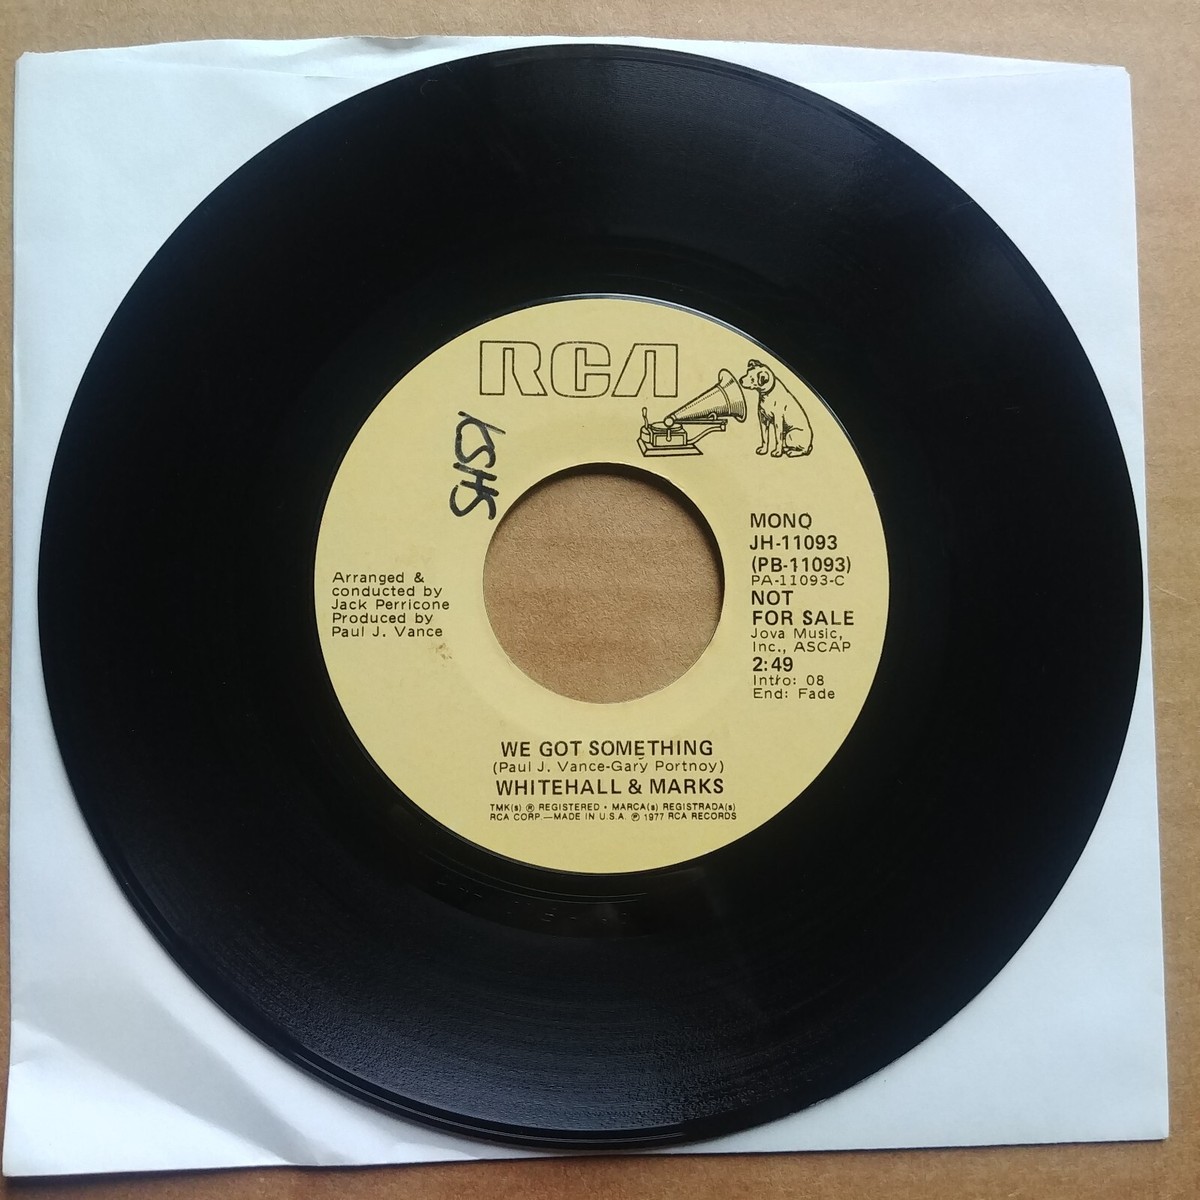 RCA
KSHS
MONO
JH-11093
(PB-11093)
PA-11093-C
NOT
FOR SALE
Jova Music,
Inc., ASCAP
2:49
Intro: 08
End: Fade
Arranged &
conducted by
Jack Perricone
Produced by
Paul J. Vance
WE GOT SOMETHING
(Paul J. Vance-Gary Portnoy)
WHITEHALL & MARKS
TMK(s) ® REGISTERED • MARCA(s) REGISTRADA(s)
RCA CORP.—MADE IN U.S.A. ℗ 1977 RCA RECORDS